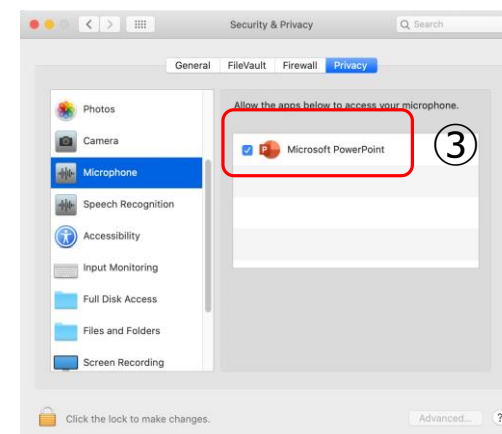 Security & Privacy
Search
General FileVault Firewall Privacy
Photos
Camera
Microphone
Speech Recognition
Accessibility
Input Monitoring
Full Disk Access
Files and Folders
Screen Recording
Allow the apps below to access your microphone.
Microsoft PowerPoint
③
Click the lock to make changes.
Advanced...
?